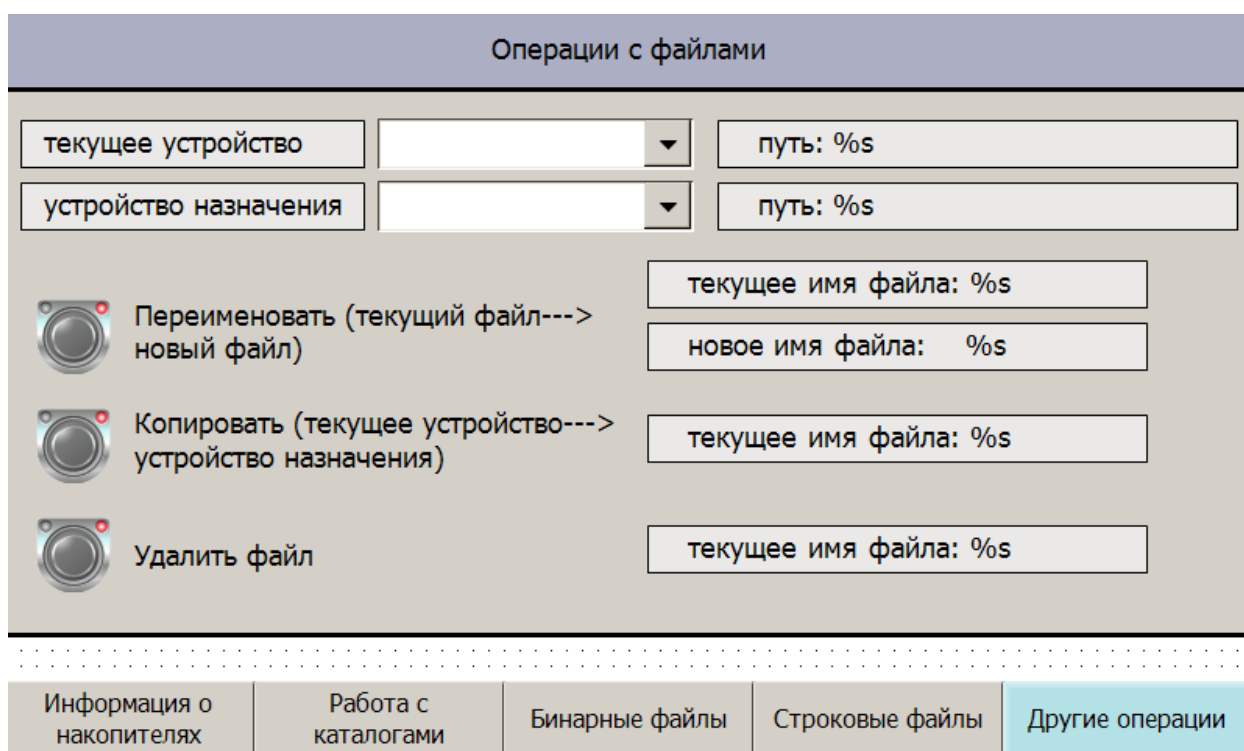 Операции с файлами
текущее устройство
путь: %s
устройство назначения
путь: %s
текущее имя файла: %s
Переименовать (текущий файл--->
новый файл)
новое имя файла: %s
Копировать (текущее устройство--->
устройство назначения)
текущее имя файла: %s
Удалить файл
текущее имя файла: %s
Информация о
накопителях
Работа с
каталогами
Бинарные файлы
Строковые файлы
Другие операции